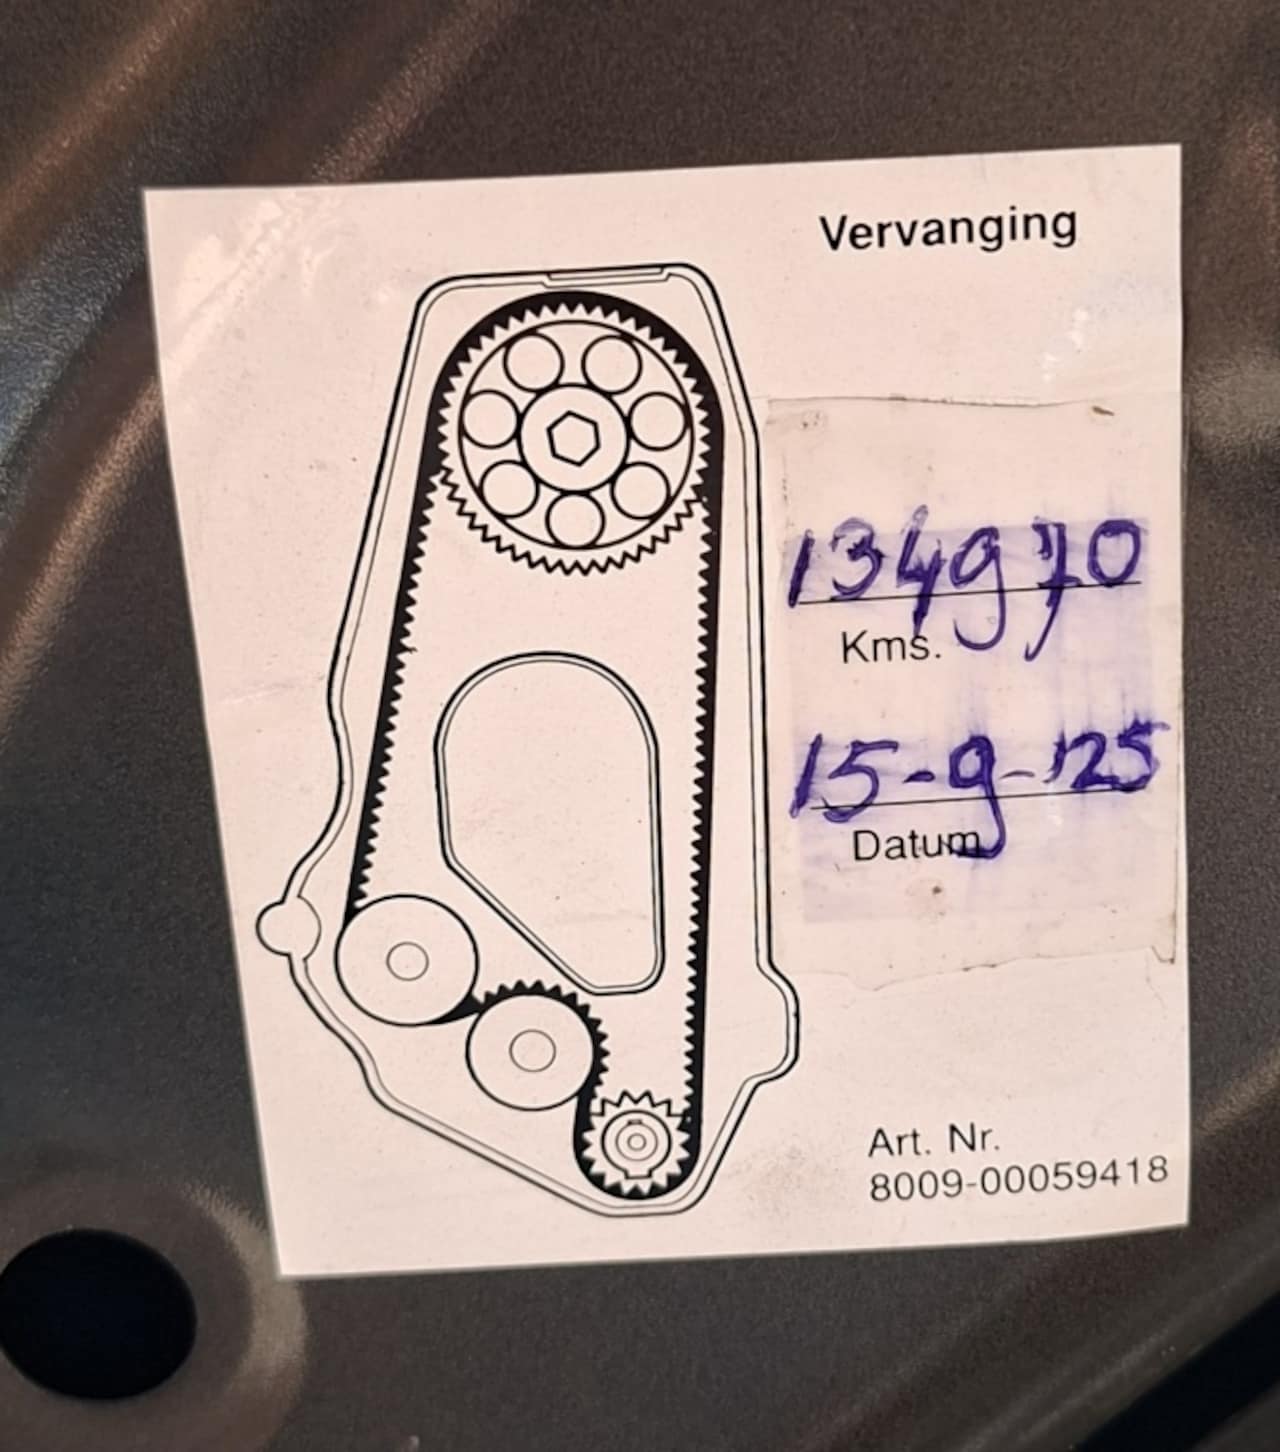 Vervanging
134970
Kms.
15-9-'25
Datum
Art. Nr.
8009-00059418